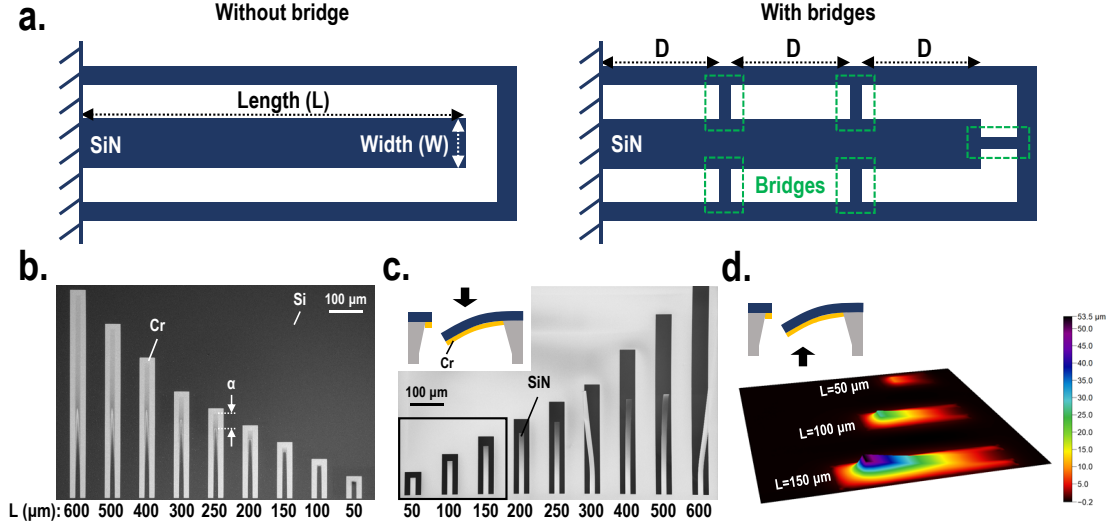 a.
Without bridge
With bridges
D
D
D
Length (L)
SiN
Width (W)
SiN
Bridges
b.
Si
100 µm
Cr
α
L (µm): 600 500 400 300 250 200 150 100 50
c.
Cr
100 µm
SiN
50 100 150 200 250 300 400 500 600
d.
L=50 µm
L=100 µm
L=150 µm
53.5 µm
50.0
45.0
40.0
35.0
30.0
25.0
20.0
15.0
10.0
5.0
-0.2